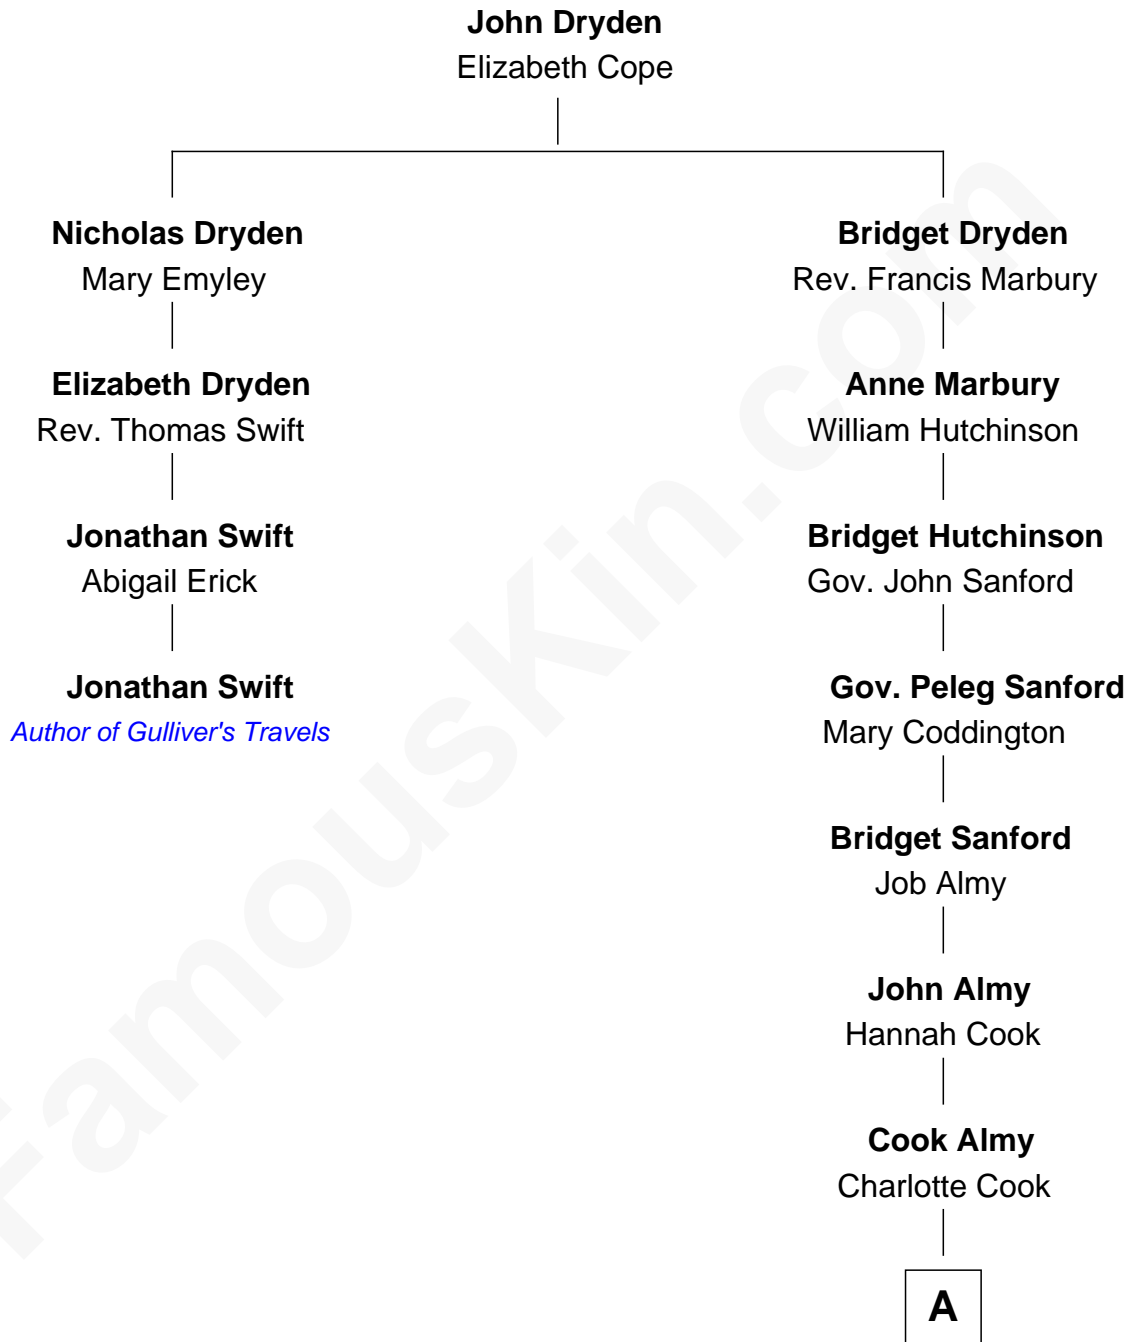 John Dryden
Elizabeth Cope
Nicholas Dryden
Mary Emyley
Bridget Dryden
Rev. Francis Marbury
Elizabeth Dryden
Rev. Thomas Swift
Anne Marbury
William Hutchinson
Jonathan Swift
Abigail Erick
Bridget Hutchinson
Gov. John Sanford
Jonathan Swift
Author of Gulliver's Travels
Gov. Peleg Sanford
Mary Coddington
Bridget Sanford
Job Almy
John Almy
Hannah Cook
Cook Almy
Charlotte Cook
A
FamousKin.com